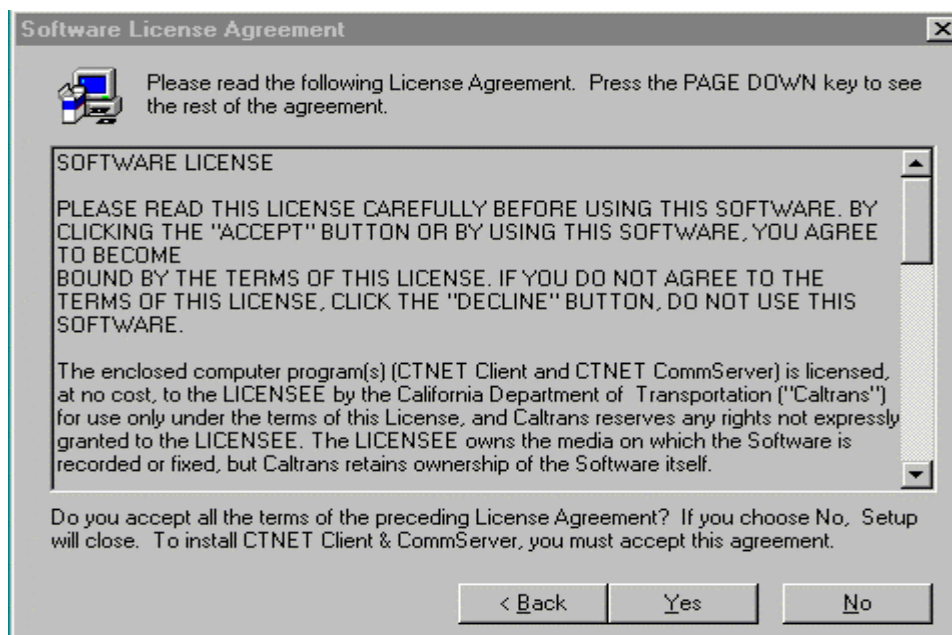 Software License Agreement
Please read the following License Agreement. Press the PAGE DOWN key to see
the rest of the agreement.
SOFTWARE LICENSE
PLEASE READ THIS LICENSE CAREFULLY BEFORE USING THIS SOFTWARE. BY
CLICKING THE "ACCEPT" BUTTON OR BY USING THIS SOFTWARE, YOU AGREE
TO BECOME
BOUND BY THE TERMS OF THIS LICENSE. IF YOU DO NOT AGREE TO THE
TERMS OF THIS LICENSE, CLICK THE "DECLINE" BUTTON, DO NOT USE THIS
SOFTWARE.
The enclosed computer program(s) (CTNET Client and CTNET CommServer) is licensed,
at no cost, to the LICENSEE by the California Department of Transportation ("Caltrans")
for use only under the terms of this License, and Caltrans reserves any rights not expressly
granted to the LICENSEE. The LICENSEE owns the media on which the Software is
recorded or fixed, but Caltrans retains ownership of the Software itself.
Do you accept all the terms of the preceding License Agreement? If you choose No, Setup
will close. To install CTNET Client & CommServer, you must accept this agreement.
< Back Yes No